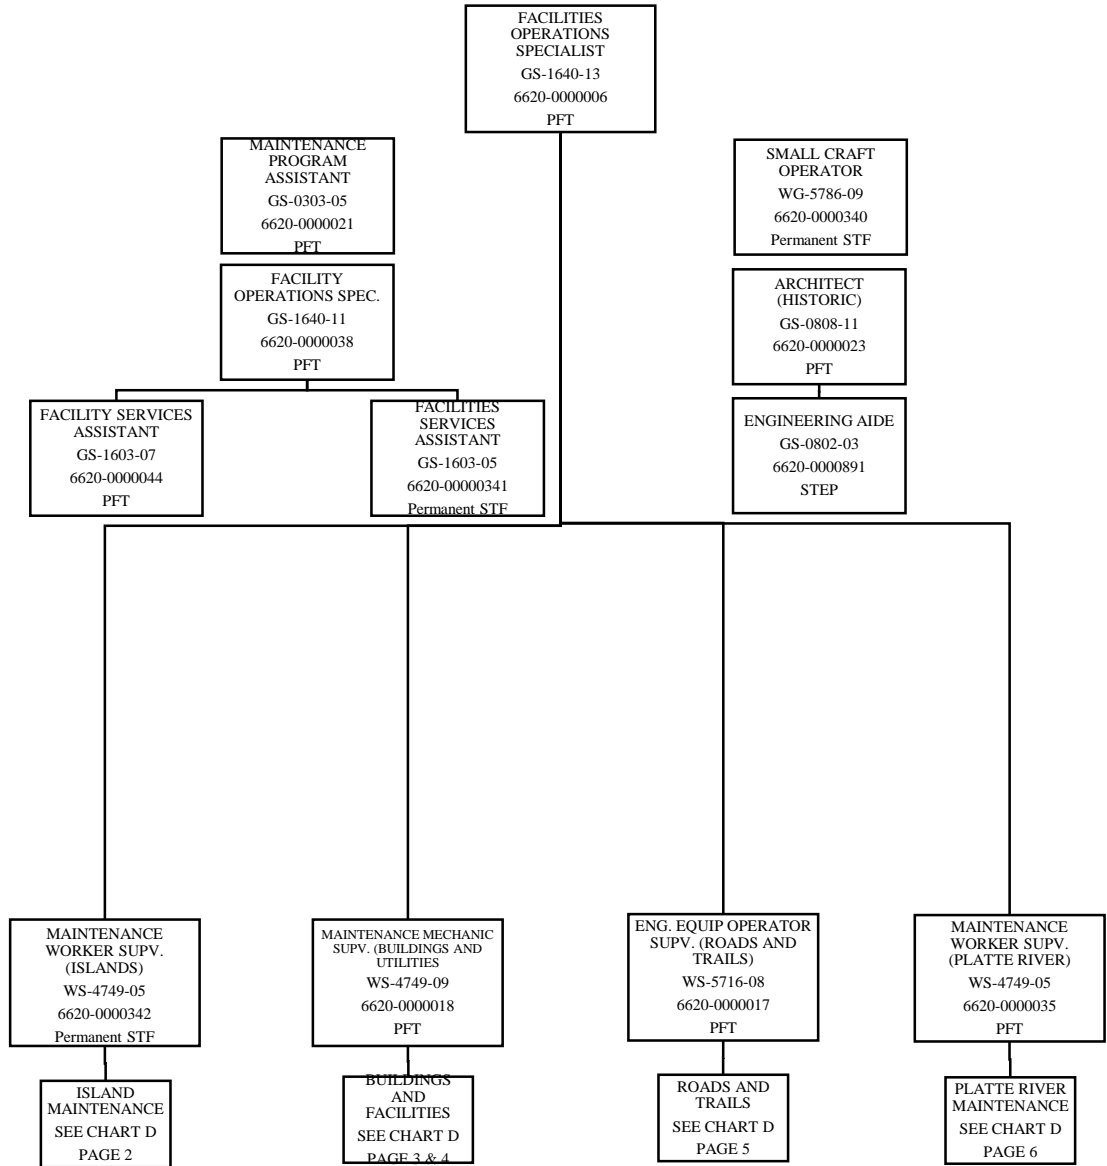 FACILITIES
OPERATIONS
SPECIALIST
GS-1640-13
6620-0000006
PFT
MAINTENANCE
PROGRAM
ASSISTANT
GS-0303-05
6620-0000021
PFT
SMALL CRAFT
OPERATOR
WG-5786-09
6620-0000340
Permanent STF
FACILITY
OPERATIONS SPEC.
GS-1640-11
6620-0000038
PFT
ARCHITECT
(HISTORIC)
GS-0808-11
6620-0000023
PFT
FACILITY SERVICES
ASSISTANT
GS-1603-07
6620-0000044
PFT
FACILITIES
SERVICES
ASSISTANT
GS-1603-05
6620-00000341
Permanent STF
ENGINEERING AIDE
GS-0802-03
6620-0000891
STEP
MAINTENANCE
WORKER SUPV.
(ISLANDS)
WS-4749-05
6620-0000342
Permanent STF
MAINTENANCE MECHANIC
SUPV. (BUILDINGS AND
UTILITIES
WS-4749-09
6620-0000018
PFT
ENG. EQUIP OPERATOR
SUPV. (ROADS AND
TRAILS)
WS-5716-08
6620-0000017
PFT
MAINTENANCE
WORKER SUPV.
(PLATTE RIVER)
WS-4749-05
6620-0000035
PFT
ISLAND
MAINTENANCE
SEE CHART D
PAGE 2
BUILDINGS
AND
FACILITIES
SEE CHART D
PAGE 3 & 4
ROADS AND
TRAILS
SEE CHART D
PAGE 5
PLATTE RIVER
MAINTENANCE
SEE CHART D
PAGE 6